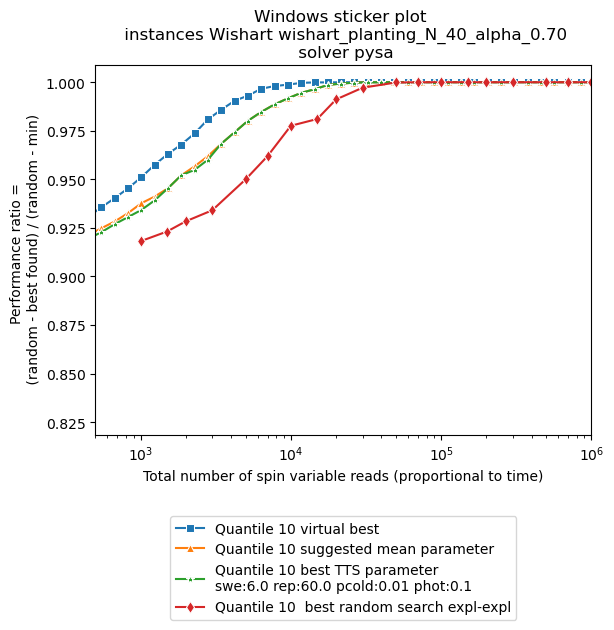 Windows sticker plot
instances Wishart wishart_planting_N_40_alpha_0.70
solver pysa
Performance ratio =
(random - best found) / (random - min)
1.000
0.975
0.950
0.925
0.900
0.875
0.850
0.825
10³ 10⁴ 10⁵ 10⁶
Total number of spin variable reads (proportional to time)
Quantile 10 virtual best
Quantile 10 suggested mean parameter
Quantile 10 best TTS parameter
swe:6.0 rep:60.0 pcold:0.01 phot:0.1
Quantile 10  best random search expl-expl